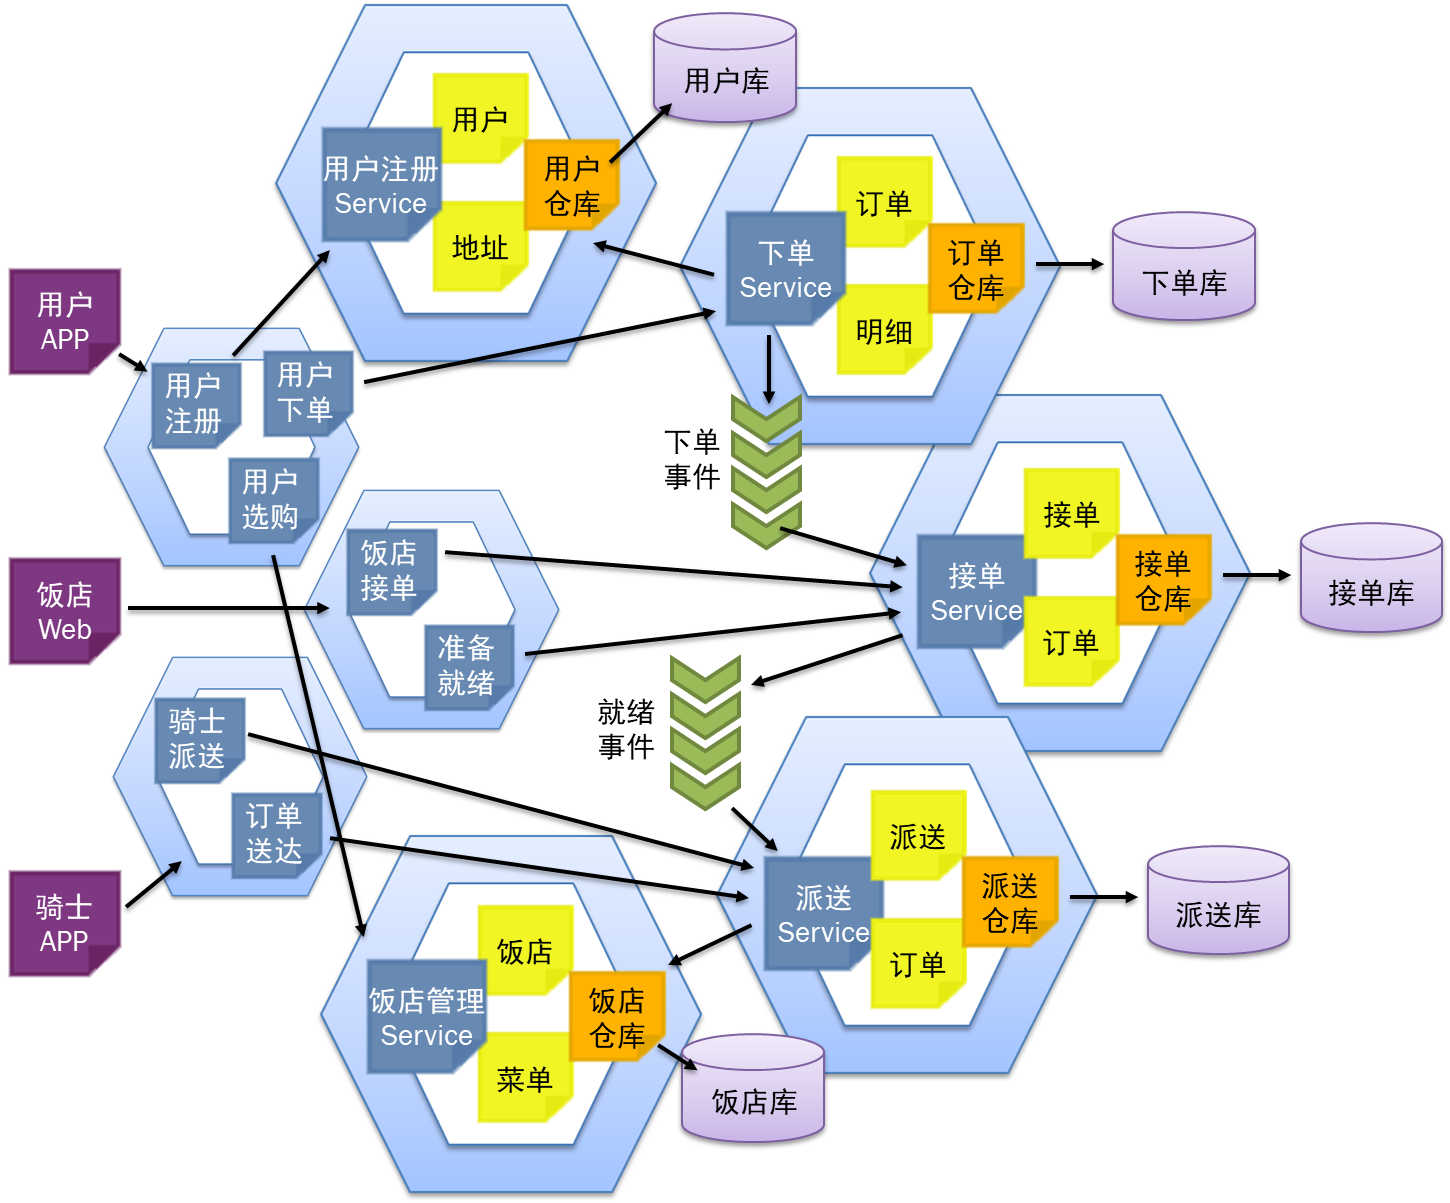 用户
用户注册
Service
地址
用户
仓库
用户库
订单
下单
Service
明细
订单
仓库
下单库
用户
APP
用户
注册
用户
下单
用户
选购
下单
事件
饭店
Web
饭店
接单
准备
就绪
接单
接单
Service
订单
接单
仓库
接单库
就绪
事件
骑士
派送
订单
送达
骑士
APP
派送
派送
Service
订单
派送
仓库
派送库
饭店
饭店管理
Service
菜单
饭店
仓库
饭店库